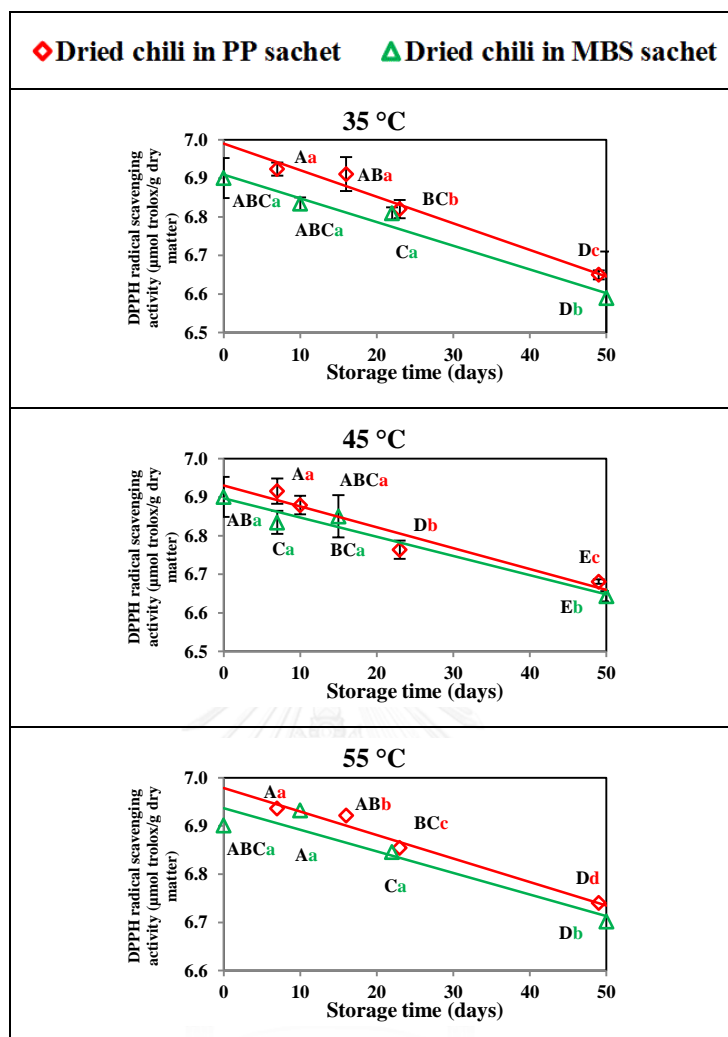 Dried chili in PP sachet Dried chili in MBS sachet
35 °C
DPPH radical scavenging
activity (µmol trolox/g dry
matter)
7.0
6.9
6.8
6.7
6.6
6.5
Aa
ABa
BCb
ABCa
ABCa
Ca
Dc
Db
0 10 20 30 40 50
Storage time (days)
45 °C
DPPH radical scavenging
activity (µmol trolox/g dry
matter)
7.0
6.9
6.8
6.7
6.6
6.5
Aa
ABCa
ABa
Db
Ca
BCa
Ec
Eb
0 10 20 30 40 50
Storage time (days)
55 °C
DPPH radical scavenging
activity (µmol trolox/g dry
matter)
7.0
6.9
6.8
6.7
6.6
Aa
ABb
BCc
ABCa
Aa
Ca
Dd
Db
0 10 20 30 40 50
Storage time (days)